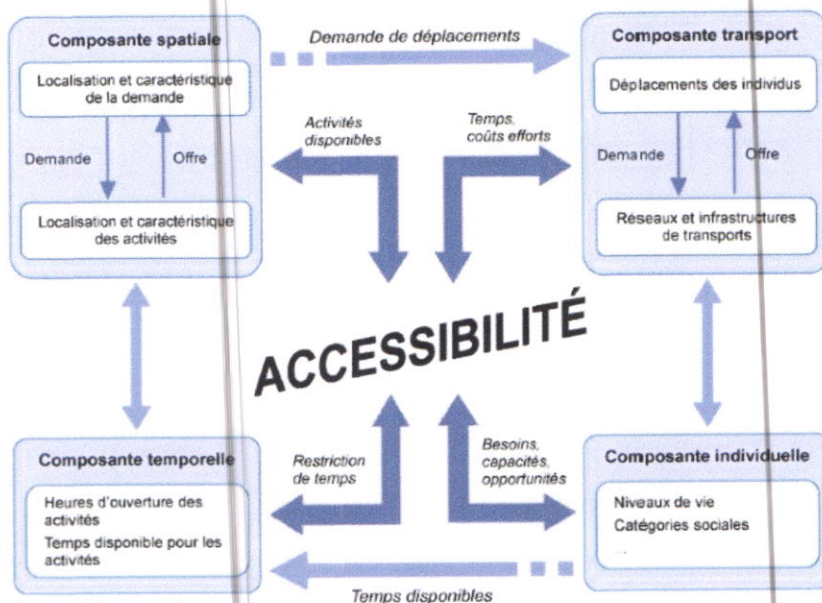 Composante spatiale
Localisation et caractéristique
de la demande
Demande
Offre
Localisation et caractéristique
des activités
Demande de déplacements
Composante transport
Déplacements des individus
Demande
Offre
Réseaux et infrastructures
de transports
Activités
disponibles
Temps,
coûts efforts
ACCESSIBILITÉ
Composante temporelle
Heures d'ouverture des
activités
Temps disponible pour les
activités
Restriction
de temps
Besoins,
capacités,
opportunités
Composante individuelle
Niveaux de vie
Catégories sociales
...
Temps disponibles